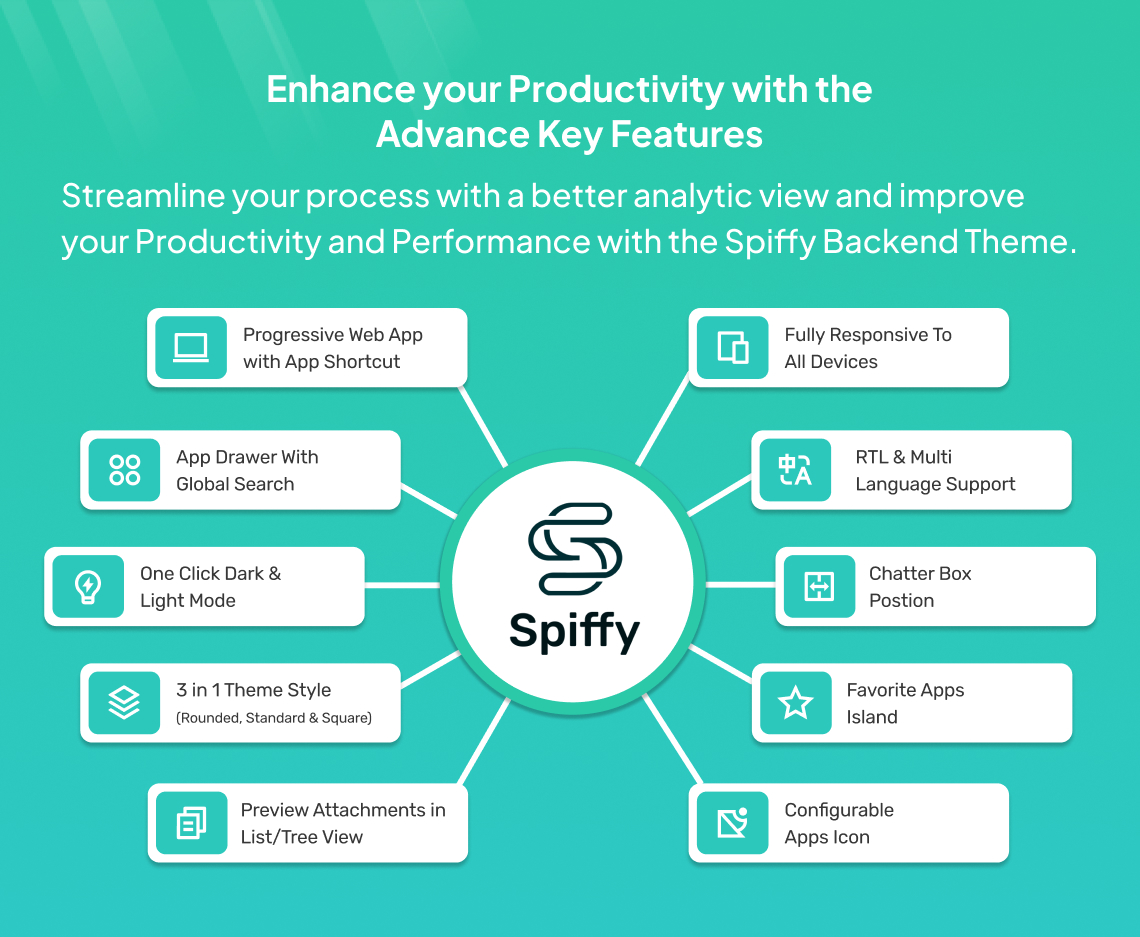 Enhance your Productivity with the
Advance Key Features
Streamline your process with a better analytic view and improve
your Productivity and Performance with the Spiffy Backend Theme.
Progressive Web App
with App Shortcut
App Drawer With
Global Search
One Click Dark &
Light Mode
3 in 1 Theme Style
(Rounded, Standard & Square)
Preview Attachments in
List/Tree View
Spiffy
Fully Responsive To
All Devices
中A
RTL & Multi
Language Support
Chatter Box
Postion
Favorite Apps
Island
Configurable
Apps Icon